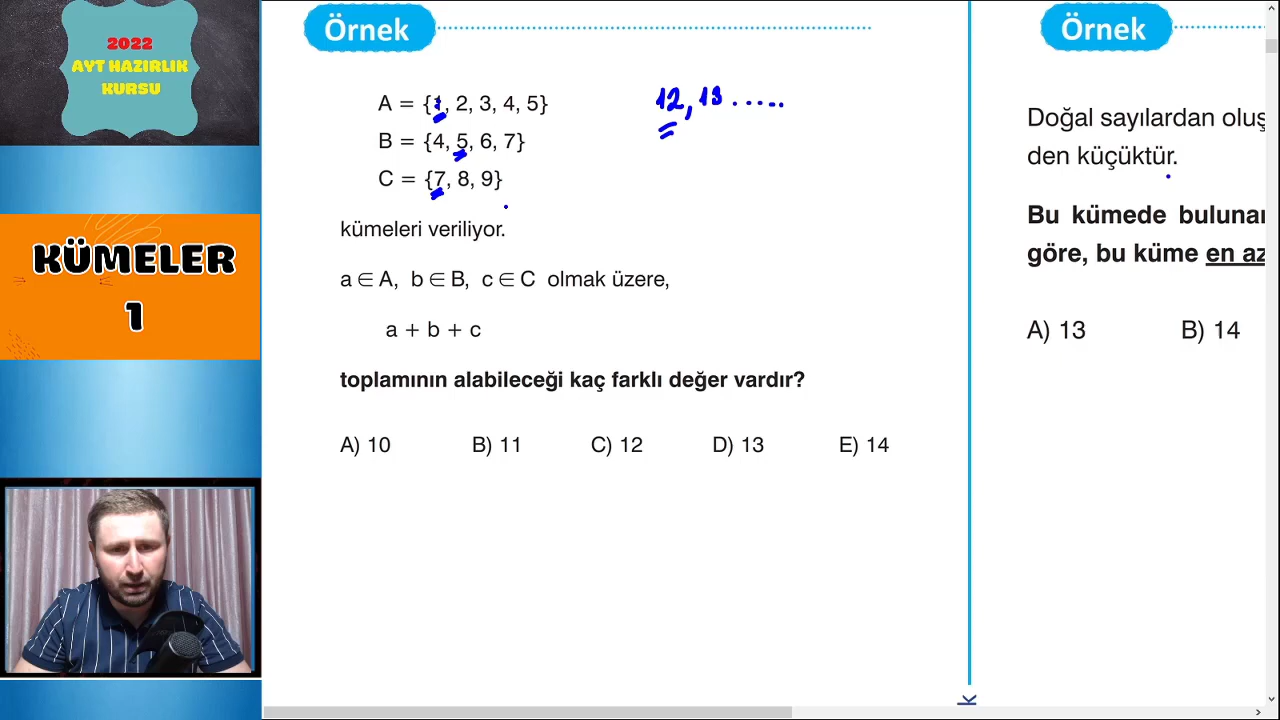 2022
AYT HAZIRLIK
KURSU
KÜMELER
1
Örnek
A = {1, 2, 3, 4, 5}
B = {4, 5, 6, 7}
C = {7, 8, 9}
12, 13 .....
kümeleri veriliyor.
a ∈ A, b ∈ B, c ∈ C olmak üzere,
a + b + c
toplamının alabileceği kaç farklı değer vardır?
A) 10 B) 11 C) 12 D) 13 E) 14
Örnek
Doğal sayılardan oluş
den küçüktür.
Bu kümede bulunan
göre, bu küme en az
A) 13 B) 14